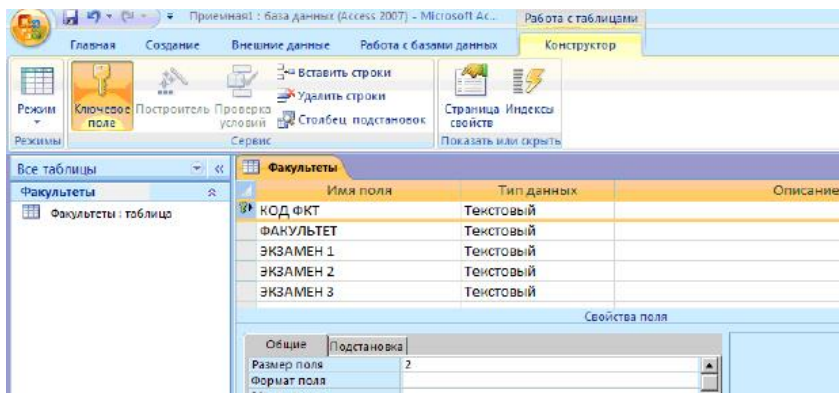 Приемная1 : база данных (Access 2007) - Microsoft Ac...
Работа с таблицами
Главная Создание Внешние данные Работа с базами данных Конструктор
Режим
Ключевое поле
Построитель
Проверка условий
Вставить строки
Удалить строки
Столбец подстановок
Страница свойств
Индексы
Режимы Сервис Показать или скрыть
Все таблицы
Факультеты
Факультеты : таблица
Факультеты
Имя поля Тип данных Описание
КОД ФКТ Текстовый
ФАКУЛЬТЕТ Текстовый
ЭКЗАМЕН 1 Текстовый
ЭКЗАМЕН 2 Текстовый
ЭКЗАМЕН 3 Текстовый
Свойства поля
Общие Подстановка
Размер поля 2
Формат поля